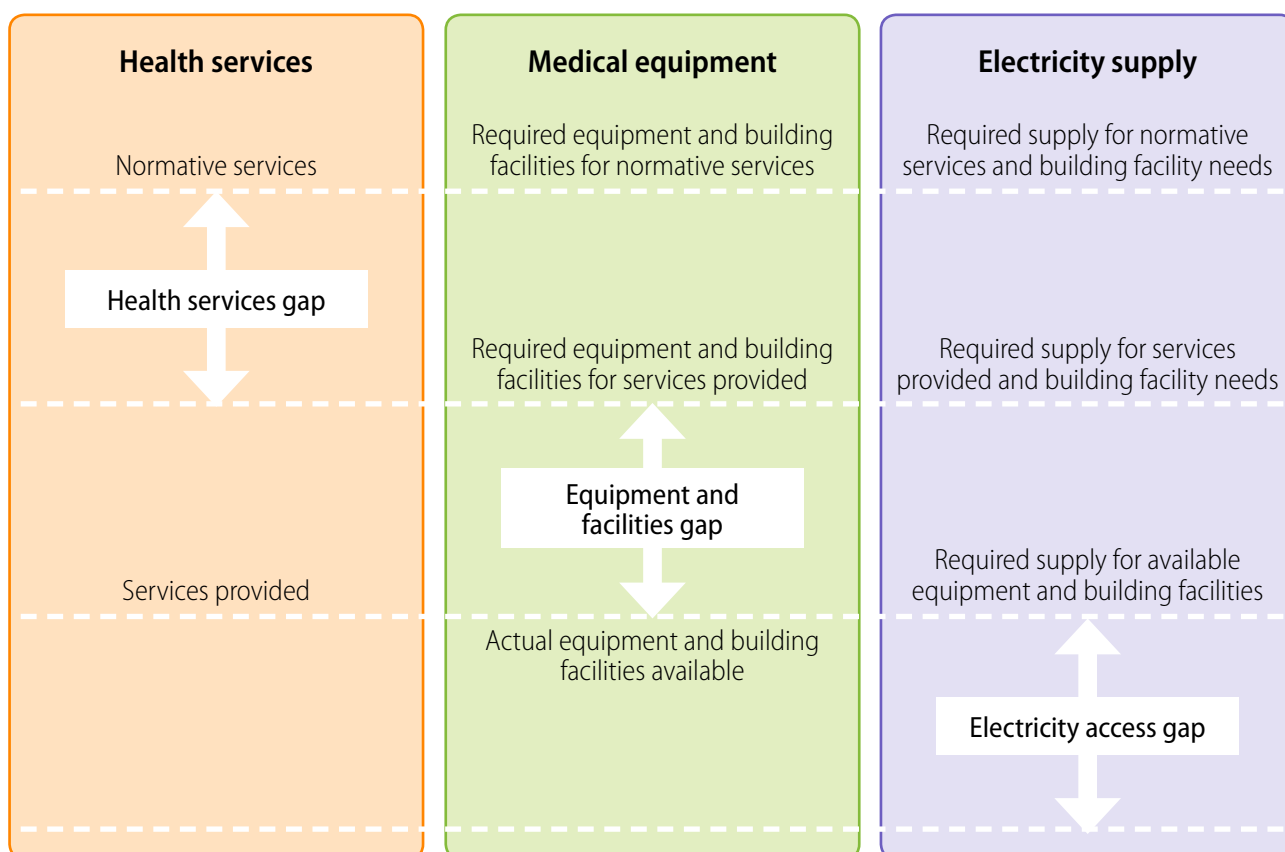 Health services
Normative services
Health services gap
Services provided
Medical equipment
Required equipment and building
facilities for normative services
Required equipment and building
facilities for services provided
Equipment and
facilities gap
Actual equipment and building
facilities available
Electricity supply
Required supply for normative
services and building facility needs
Required supply for services
provided and building facility needs
Required supply for available
equipment and building facilities
Electricity access gap